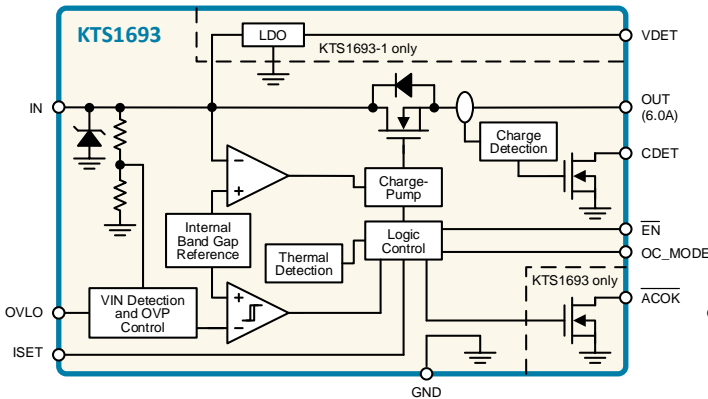 KTS1693
LDO
KTS1693-1 only
VDET
IN
OUT
(6.0A)
Charge
Detection
CDET
−
+
Charge-
Pump
Internal
Band Gap
Reference
Thermal
Detection
Logic
Control
EN
OC_MODE
KTS1693 only
ACOK
OVLO
VIN Detection
and OVP
Control
+
−
ISET
GND